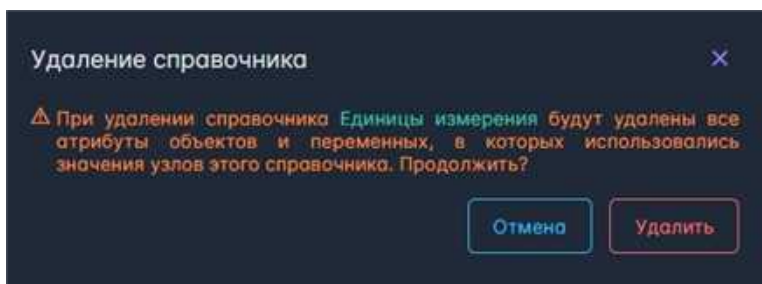 Удаление справочника
При удалении справочника Единицы измерения будут удалены все
атрибуты объектов и переменных, в которых использовались
значения узлов этого справочника. Продолжить?
Отмена Удалить